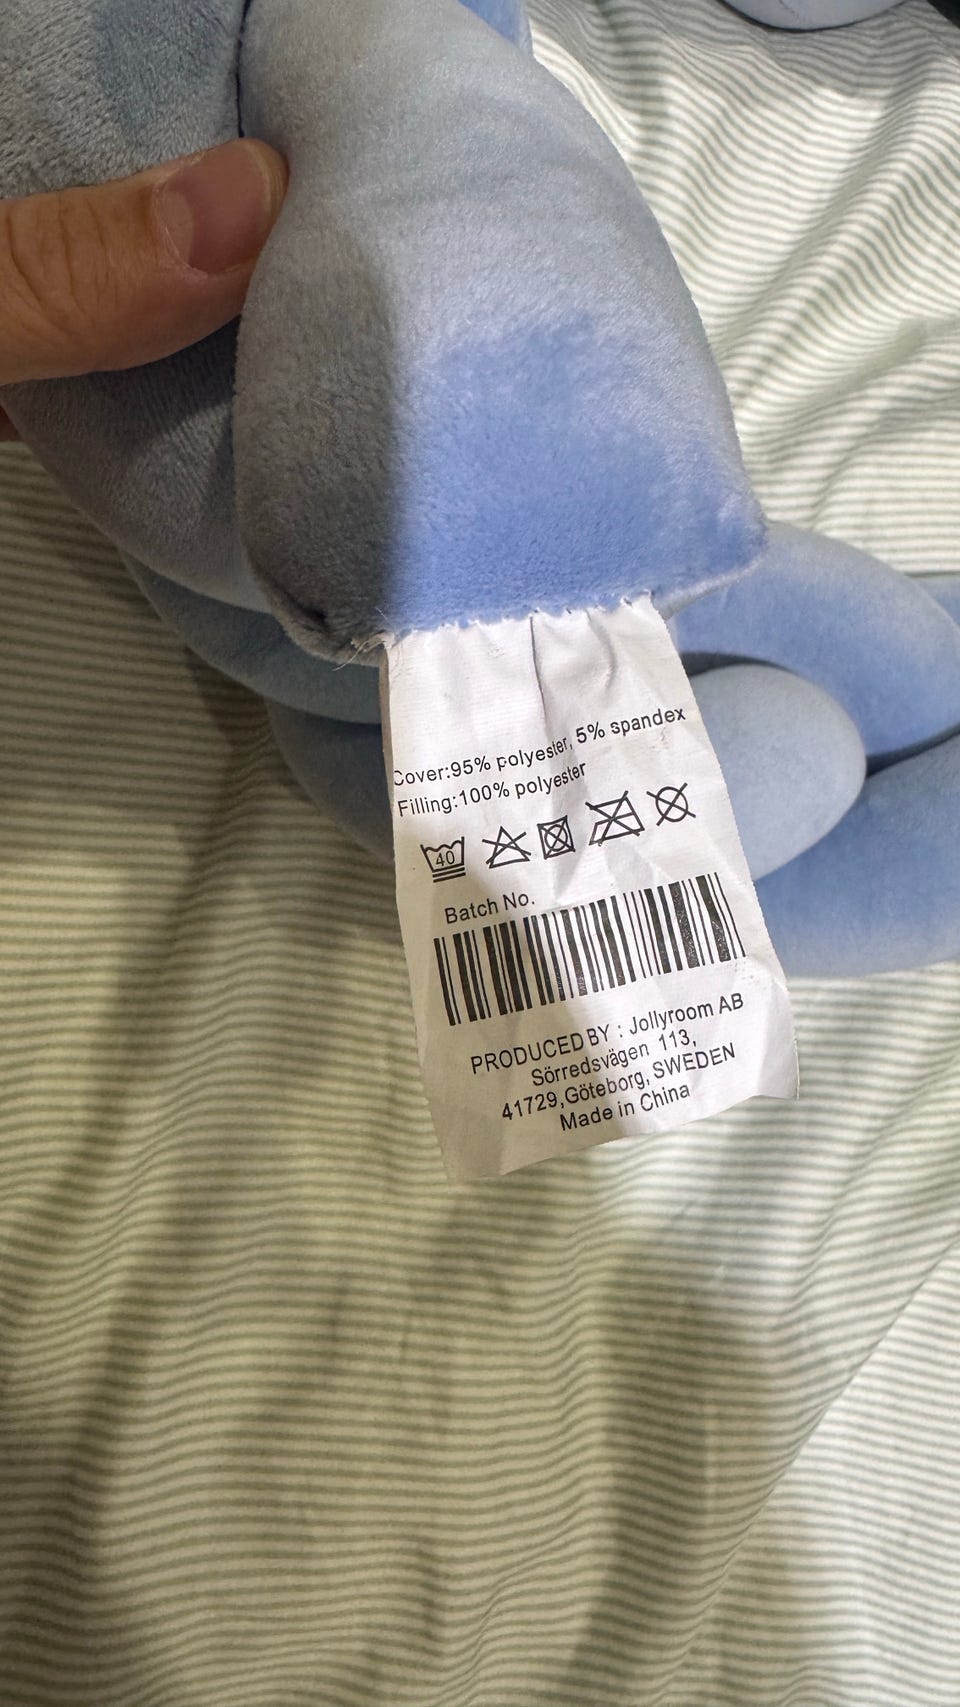 Cover:95% polyester, 5% spandex
Filling:100% polyester
40
Batch No.
PRODUCED BY : Jollyroom AB
Sörredsvägen 113,
41729,Göteborg, SWEDEN
Made in China